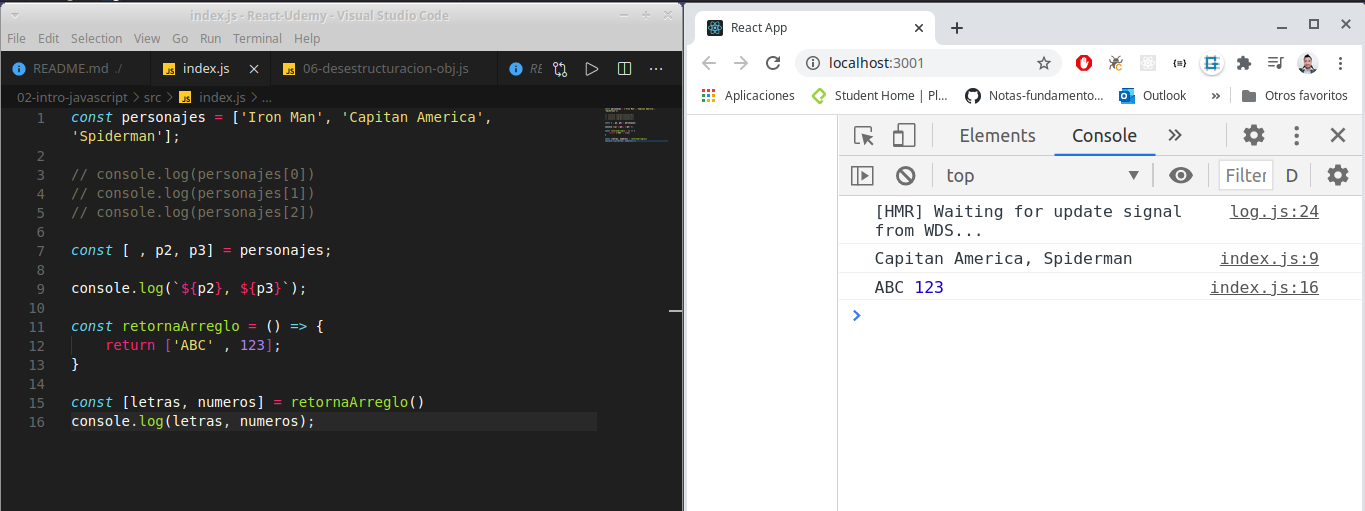 index.js - React-Udemy - Visual Studio Code
File Edit Selection View Go Run Terminal Help
README.md ./ index.js 06-desestructuracion-obj.js RE
02-intro-javascript > src > index.js > ...
1 const personajes = ['Iron Man', 'Capitan America',
'Spiderman'];
2
3 // console.log(personajes[0])
4 // console.log(personajes[1])
5 // console.log(personajes[2])
6
7 const [ , p2, p3] = personajes;
8
9 console.log(`${p2}, ${p3}`);
10
11 const retornaArreglo = () => {
12 return ['ABC' , 123];
13 }
14
15 const [letras, numeros] = retornaArreglo()
16 console.log(letras, numeros);
React App
localhost:3001
Aplicaciones Student Home | Pl... Notas-fundamento... Outlook » Otros favoritos
Elements Console »
top Filter D
[HMR] Waiting for update signal log.js:24
from WDS...
Capitan America, Spiderman index.js:9
ABC 123 index.js:16